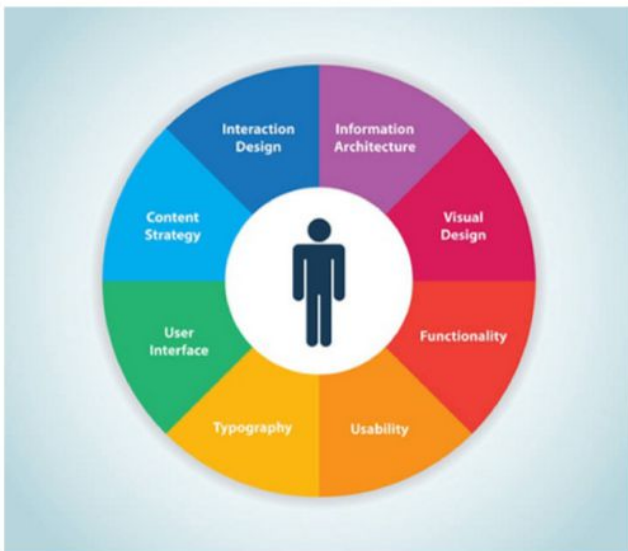 Interaction
Design
Information
Architecture
Visual
Design
Functionality
Usability
Typography
User
Interface
Content
Strategy